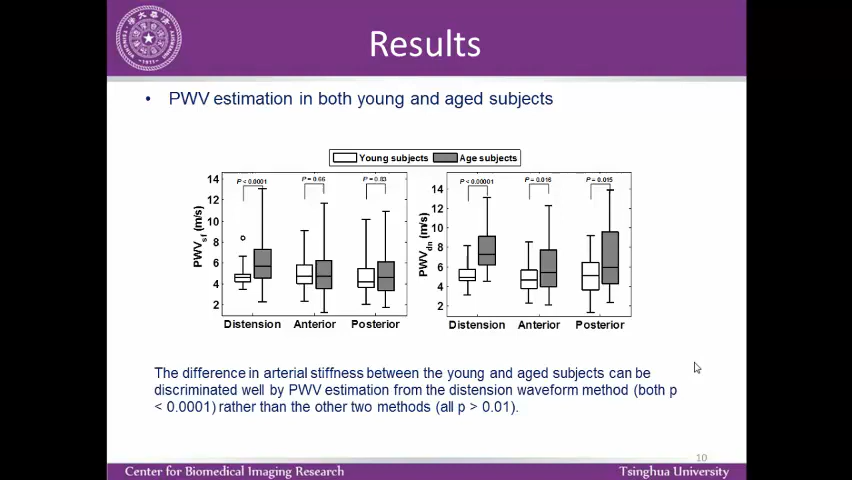 Results
• PWV estimation in both young and aged subjects
Young subjects Age subjects
P < 0.0001 P = 0.66 P = 0.83
14
12
10
8
6
4
2
PWVsf (m/s)
Distension Anterior Posterior
P < 0.00001 P = 0.016 P = 0.015
14
12
10
8
6
4
2
PWVdn (m/s)
Distension Anterior Posterior
The difference in arterial stiffness between the young and aged subjects can be
discriminated well by PWV estimation from the distension waveform method (both p
< 0.0001) rather than the other two methods (all p > 0.01).
10
Center for Biomedical Imaging Research
Tsinghua University